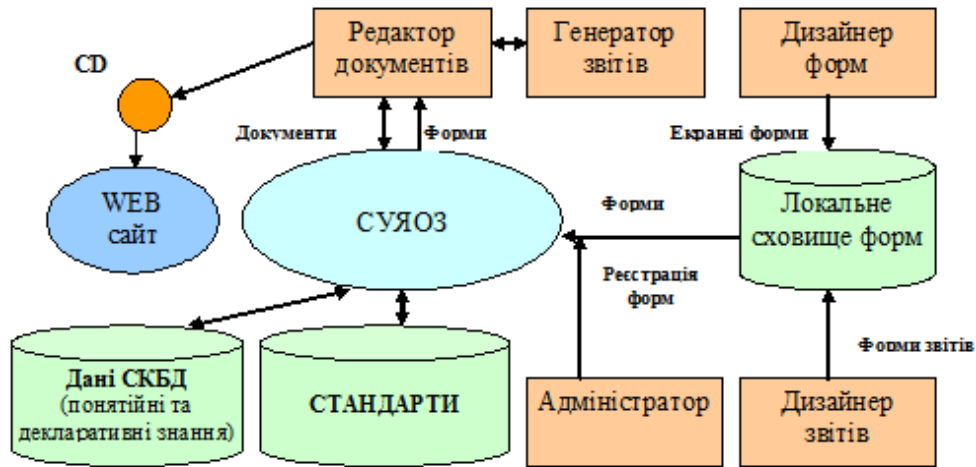 Редактор
документів
Генератор
звітів
Дизайнер
форм
CD
Документи
Форми
Екранні форми
WEB
сайт
СУЯОЗ
Форми
Локальне
сховище форм
Реєстрація
форм
Форми звітів
Дані СКБД
(понятійні та
декларативні знання)
СТАНДАРТИ
Адміністратор
Дизайнер
звітів